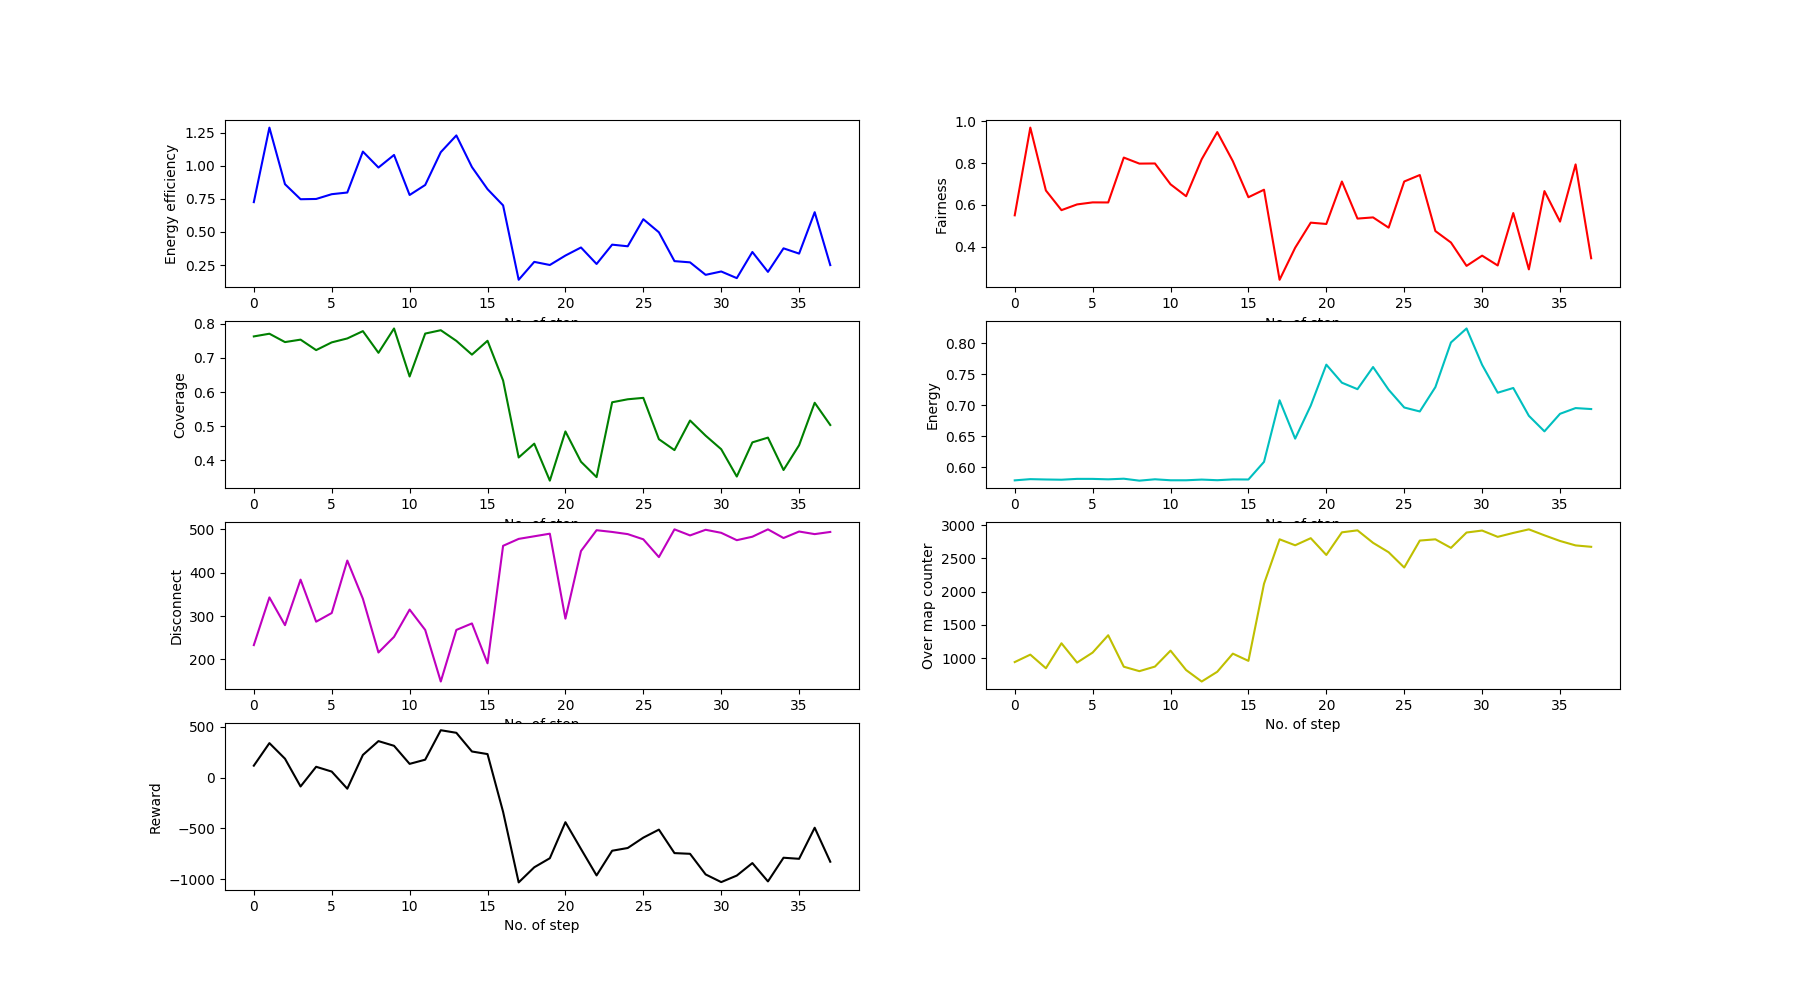 1.25
1.00
0.75
0.50
0.25
Energy efficiency
0 5 10 15 20 25 30 35
1.0
0.8
0.6
0.4
Fairness
0 5 10 15 20 25 30 35
0.8
0.7
0.6
0.5
0.4
Coverage
0 5 10 15 20 25 30 35
0.80
0.75
0.70
0.65
0.60
Energy
0 5 10 15 20 25 30 35
500
400
300
200
Disconnect
0 5 10 15 20 25 30 35
3000
2500
2000
1500
1000
Over map counter
0 5 10 15 20 25 30 35
No. of step
500
0
−500
−1000
Reward
0 5 10 15 20 25 30 35
No. of step